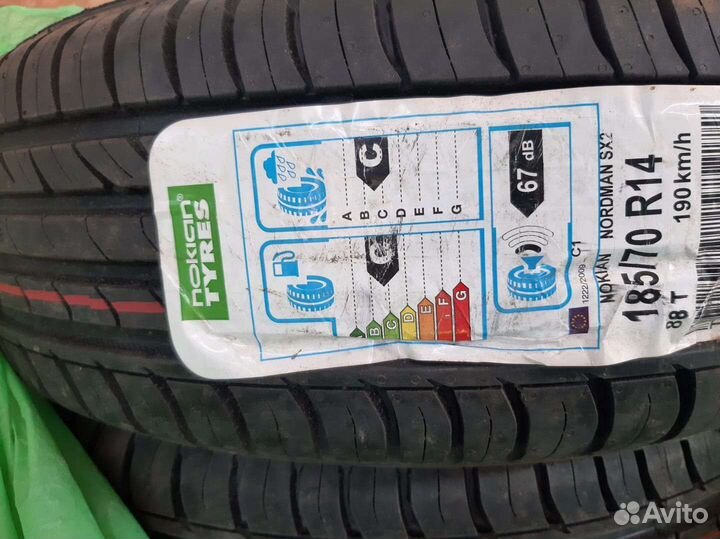 nokian®
TYRES
C
A
B
C
D
E
F
G
C
A
B
C
D
E
F
G
67 dB
1222/2009
C1
NOKIAN NORDMAN SX2
185/70 R14
88 T
190 km/h
Avito